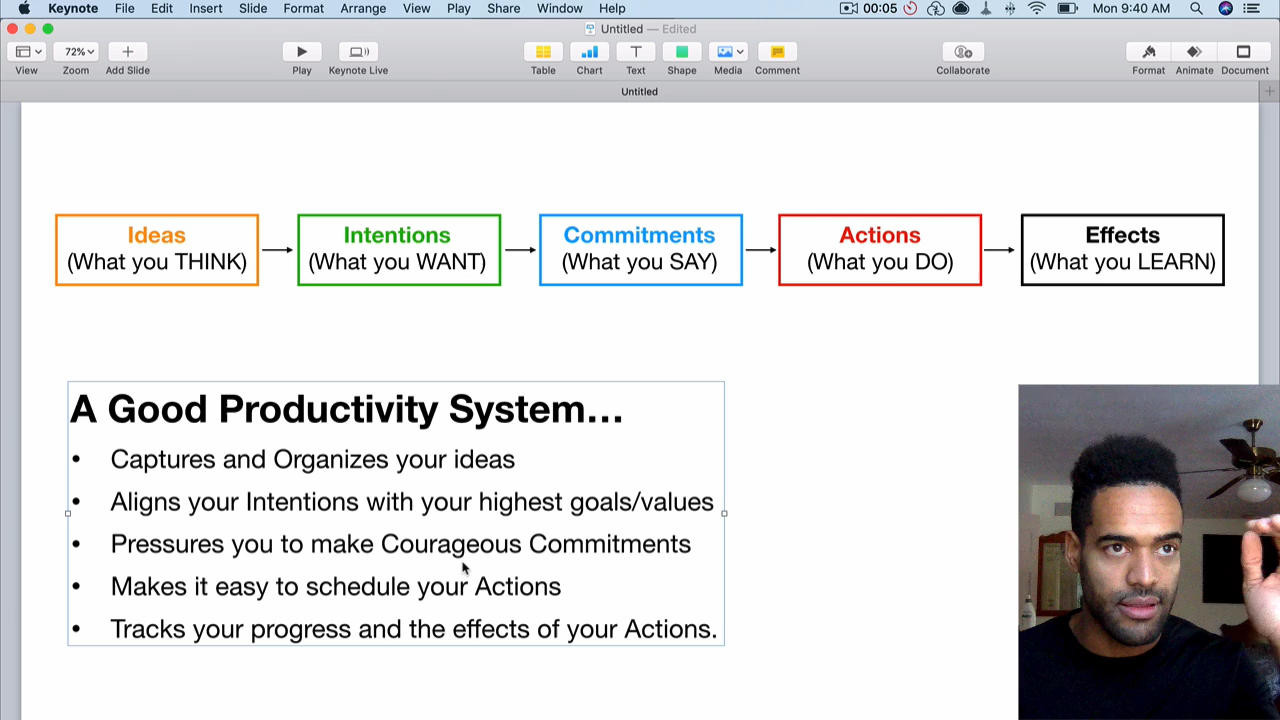 Keynote File Edit Insert Slide Format Arrange View Play Share Window Help 00:05 Mon 9:40 AM
Untitled — Edited
72%
View Zoom Add Slide Play Keynote Live Table Chart Text Shape Media Comment Collaborate Format Animate Document
Untitled
Ideas
(What you THINK)
Intentions
(What you WANT)
Commitments
(What you SAY)
Actions
(What you DO)
Effects
(What you LEARN)
A Good Productivity System...
• Captures and Organizes your ideas
• Aligns your Intentions with your highest goals/values
• Pressures you to make Courageous Commitments
• Makes it easy to schedule your Actions
• Tracks your progress and the effects of your Actions.